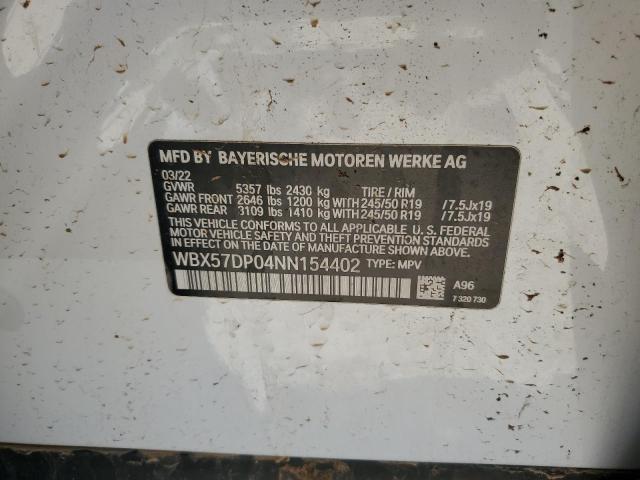 MFD BY BAYERISCHE MOTOREN WERKE AG
03/22
GVWR 5357 lbs 2430 kg TIRE / RIM
GAWR FRONT 2646 lbs 1200 kg WITH 245/50 R19 /7.5Jx19
GAWR REAR 3109 lbs 1410 kg WITH 245/50 R19 /7.5Jx19
THIS VEHICLE CONFORMS TO ALL APPLICABLE U. S. FEDERAL
MOTOR VEHICLE SAFETY, BUMPER, AND THEFT PREVENTION
STANDARDS IN EFFECT ON THE DATE OF MANUFACTURE SHOWN ABOVE.
WBX57DP04NN154402 TYPE: MPV
A96
7 320 730